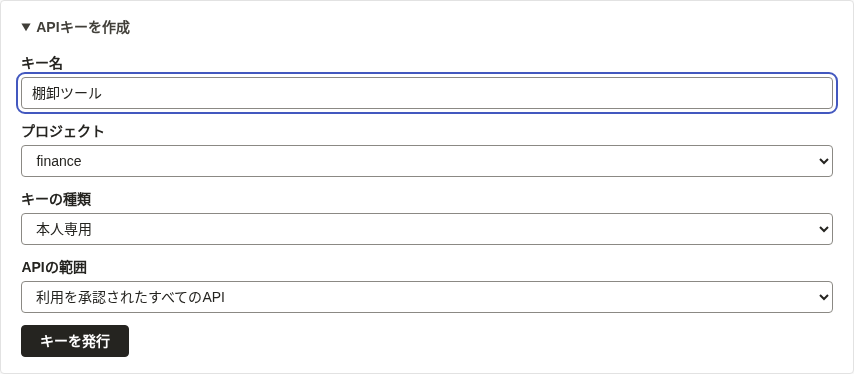 ▼ APIキーを作成
キー名
棚卸ツール
プロジェクト
finance
キーの種類
本人専用
APIの範囲
利用を承認されたすべてのAPI
キーを発行